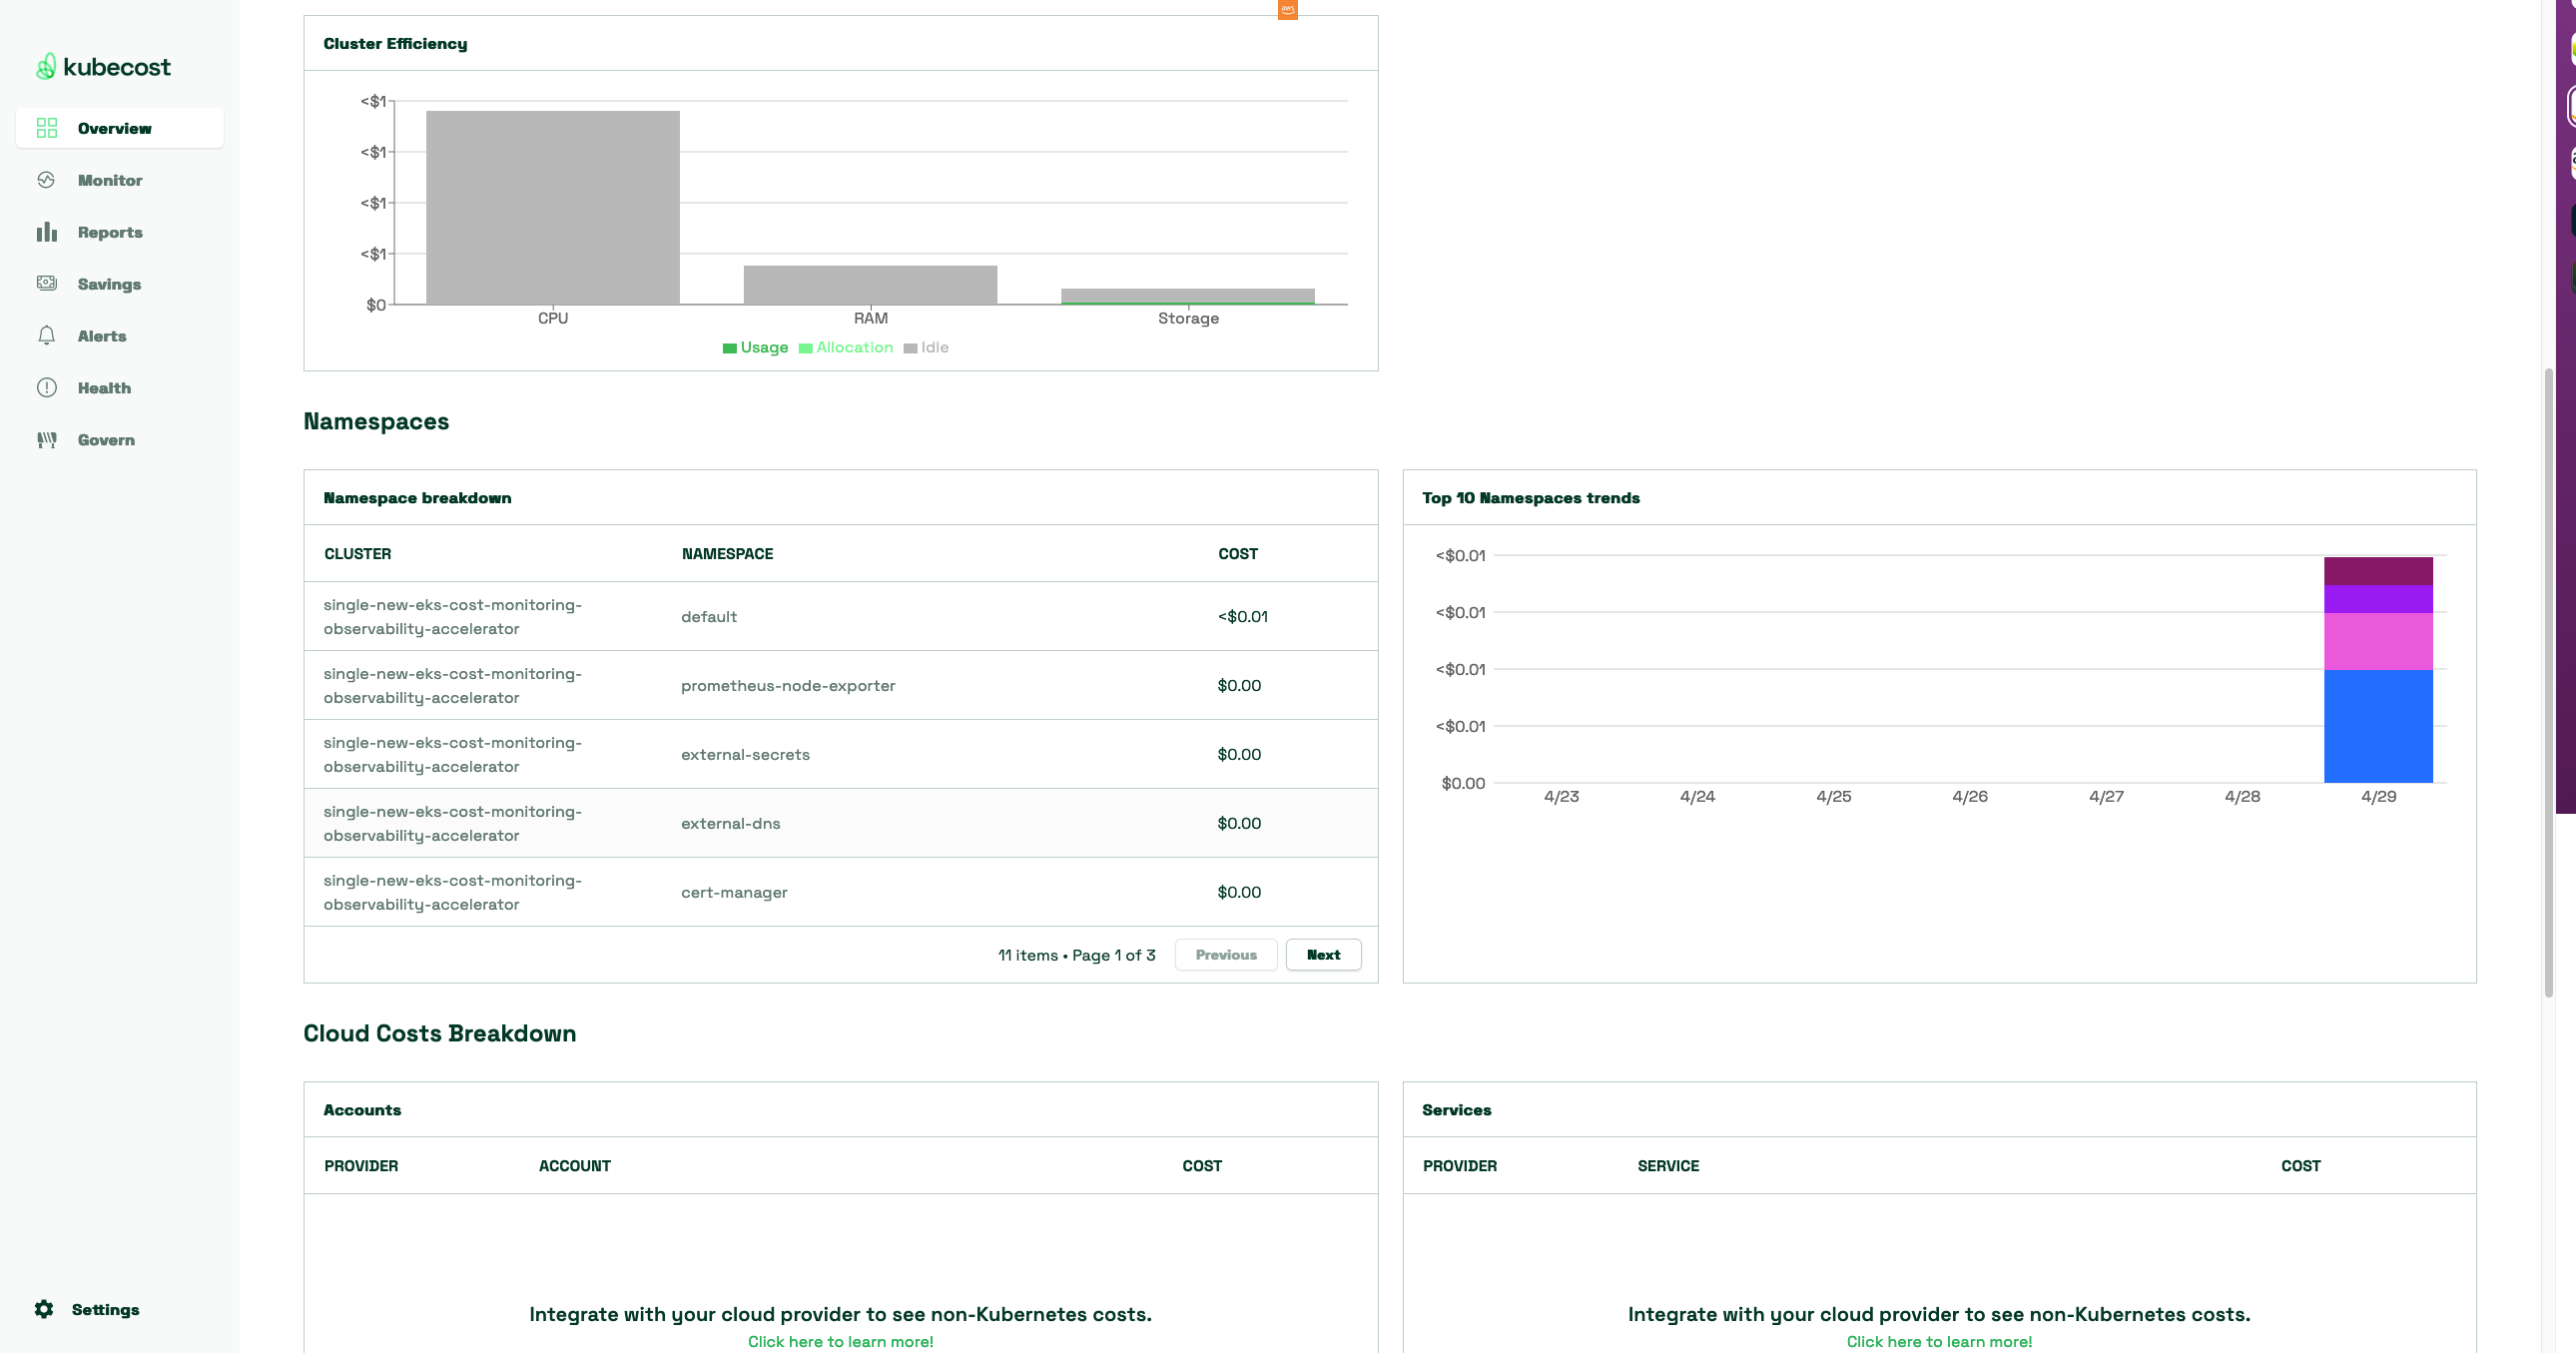 aws
kubecost
Overview
Monitor
Reports
Savings
Alerts
Health
Govern
Settings
Cluster Efficiency
<$1
<$1
<$1
<$1
$0
CPU RAM Storage
Usage Allocation Idle
Namespaces
Namespace breakdown
CLUSTER NAMESPACE COST
single-new-eks-cost-monitoring-
observability-accelerator
default
<$0.01
single-new-eks-cost-monitoring-
observability-accelerator
prometheus-node-exporter
$0.00
single-new-eks-cost-monitoring-
observability-accelerator
external-secrets
$0.00
single-new-eks-cost-monitoring-
observability-accelerator
external-dns
$0.00
single-new-eks-cost-monitoring-
observability-accelerator
cert-manager
$0.00
11 items • Page 1 of 3 Previous Next
Top 10 Namespaces trends
<$0.01
<$0.01
<$0.01
<$0.01
$0.00
4/23 4/24 4/25 4/26 4/27 4/28 4/29
Cloud Costs Breakdown
Accounts
PROVIDER ACCOUNT COST
Integrate with your cloud provider to see non-Kubernetes costs.
Click here to learn more!
Services
PROVIDER SERVICE COST
Integrate with your cloud provider to see non-Kubernetes costs.
Click here to learn more!